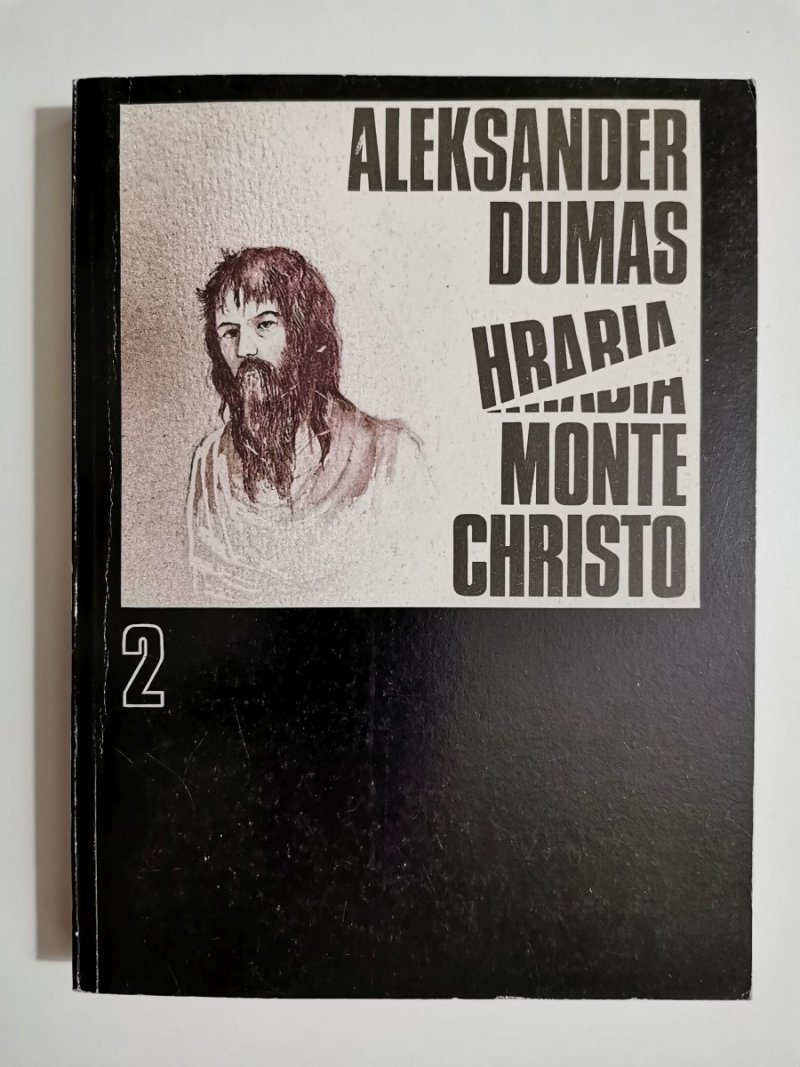 ALEKSANDER
DUMAS
HRABIA
MONTE
CHRISTO
2